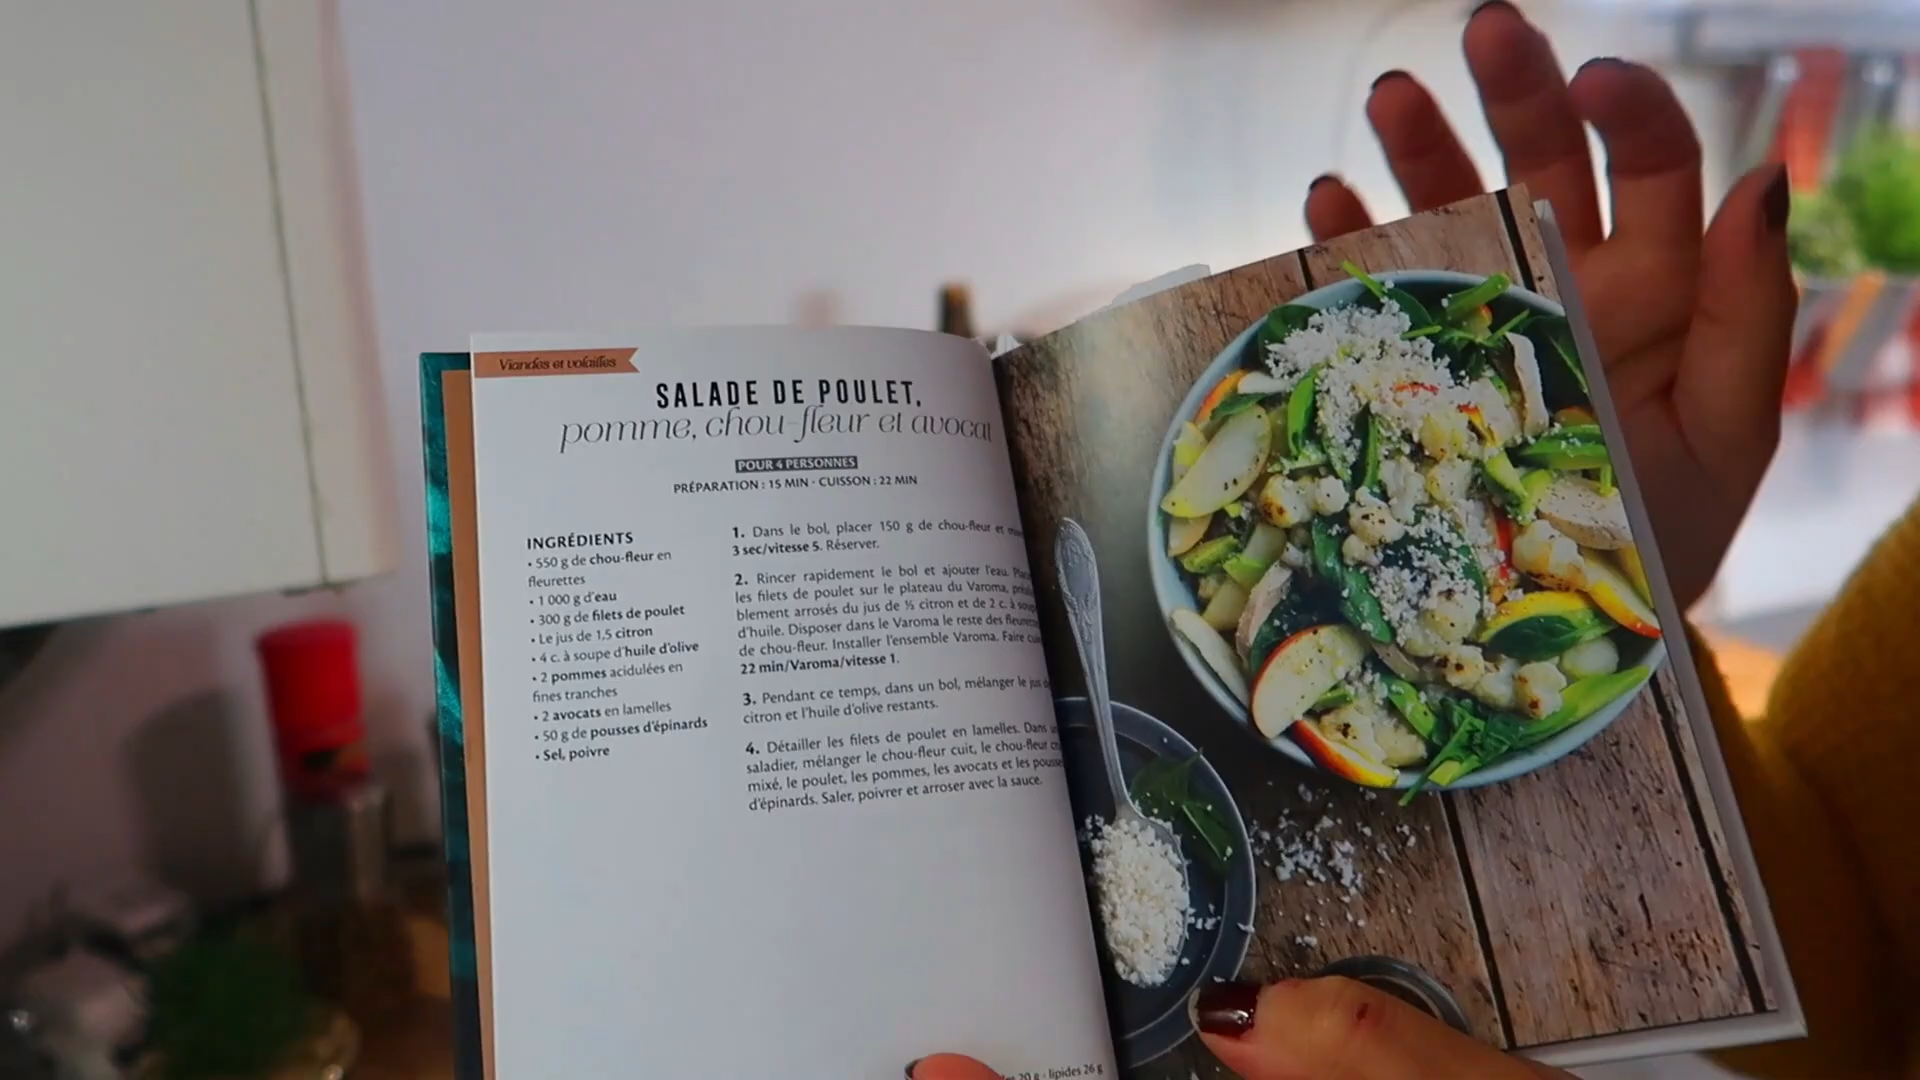 Viandes et volailles
SALADE DE POULET,
pomme, chou-fleur et avocat
POUR 4 PERSONNES
PRÉPARATION : 15 MIN · CUISSON : 22 MIN
INGRÉDIENTS
• 550 g de chou-fleur en
fleurettes
• 1 000 g d'eau
• 300 g de filets de poulet
• Le jus de 1,5 citron
• 4 c. à soupe d'huile d'olive
• 2 pommes acidulées en
fines tranches
• 2 avocats en lamelles
• 50 g de pousses d'épinards
• Sel, poivre
1. Dans le bol, placer 150 g de chou-fleur et
3 sec/vitesse 5. Réserver.
2. Rincer rapidement le bol et ajouter l'eau.
les filets de poulet sur le plateau du Varoma,
blement arrosés du jus de ½ citron et de 2 c. à
d'huile. Disposer dans le Varoma le reste des
de chou-fleur. Installer l'ensemble Varoma. Faire
22 min/Varoma/vitesse 1.
3. Pendant ce temps, dans un bol, mélanger le jus
citron et l'huile d'olive restants.
4. Détailler les filets de poulet en lamelles. Dans
saladier, mélanger le chou-fleur cuit, le chou-fleur
mixé, le poulet, les pommes, les avocats et les
d'épinards. Saler, poivrer et arroser avec la sauce.
20 g - lipides 26 g